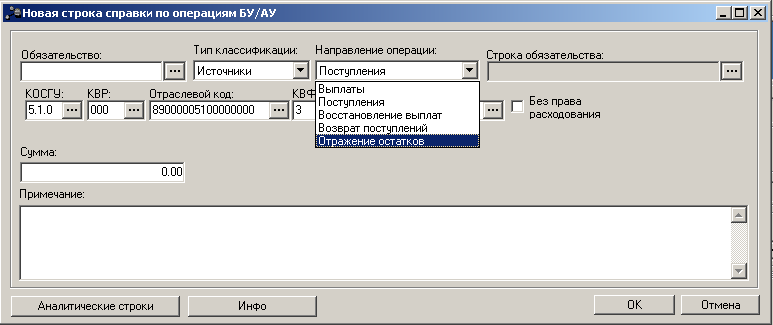 Новая строка справки по операциям БУ/АУ
Обязательство: Тип классификации: Направление операции: Строка обязательства:
... Источники Поступления ...
КОСГУ: КВР: Отраслевой код: КВФ
5.1.0 ... 000 ... 89000005100000000 ... 3 ... Без права расходования
Выплаты
Поступления
Восстановление выплат
Возврат поступлений
Отражение остатков
Сумма:
0.00
Примечание:
Аналитические строки Инфо OK Отмена